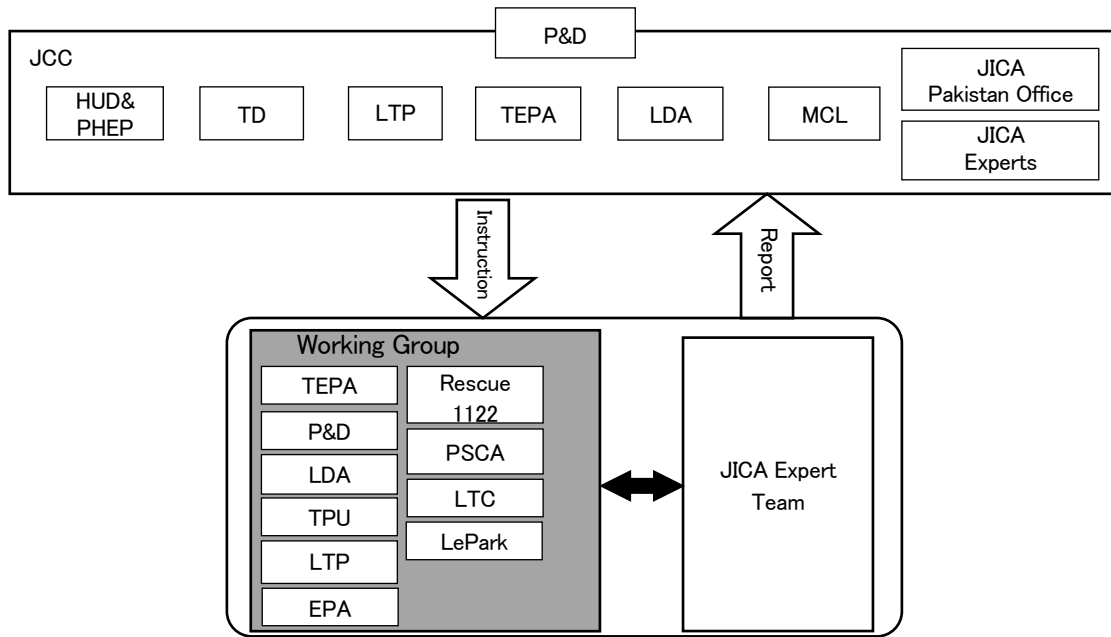 P&D
JCC
HUD&
PHEP
TD
LTP
TEPA
LDA
MCL
JICA
Pakistan Office
JICA
Experts
Instruction
Report
Working Group
TEPA
P&D
LDA
TPU
LTP
EPA
Rescue
1122
PSCA
LTC
LePark
JICA Expert
Team